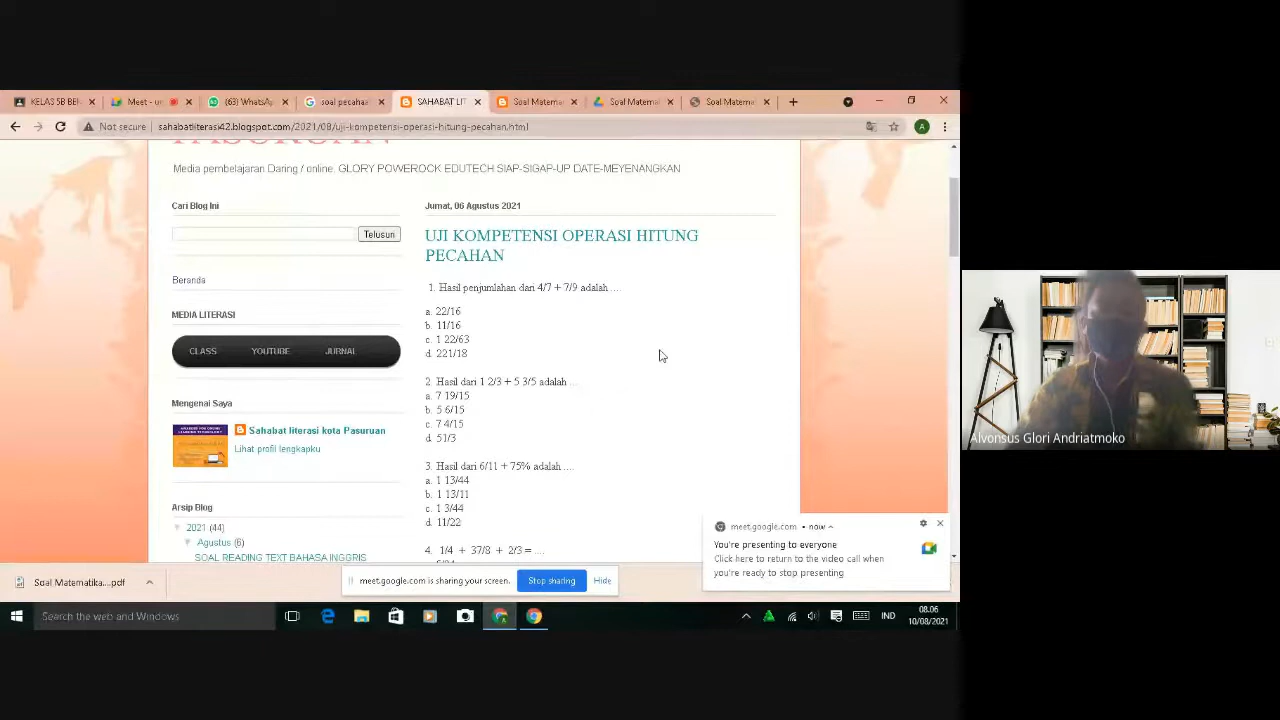 KELAS 5B BEN
Meet - un
(63) WhatsAp
soal pecaha
SAHABAT LIT
Soal Matema
Soal Matema
Soal Matema
Not secure
sahabatliterasi42.blogspot.com/2021/08/uji-kompetensi-operasi-hitung-pecahan.html
A
PASURUAN
Media pembelajaran Daring / online. GLORY POWEROCK EDUTECH SIAP-SIGAP-UP DATE-MEYENANGKAN
Cari Blog Ini
Telusuri
Beranda
MEDIA LITERASI
CLASS YOUTUBE JURNAL
Mengenai Saya
Sahabat literasi kota Pasuruan
Lihat profil lengkapku
Arsip Blog
2021 (44)
Agustus (6)
SOAL READING TEXT BAHASA INGGRIS
Jumat, 06 Agustus 2021
UJI KOMPETENSI OPERASI HITUNG
PECAHAN
1. Hasil penjumlahan dari 4/7 + 7/9 adalah ....
a. 22/16
b. 11/16
c. 1 22/63
d. 221/18
2. Hasil dari 1 2/3 + 5 3/5 adalah ...
a. 7 19/15
b. 5 6/15
c. 7 4/15
d. 51/3
3. Hasil dari 6/11 + 75% adalah ....
a. 1 13/44
b. 1 13/11
c. 1 3/44
d. 11/22
4. 1/4 + 37/8 + 2/3 = ....
meet.google.com • now
You're presenting to everyone
Click here to return to the video call when
you're ready to stop presenting
Alvonsus Glori Andriatmoko
Soal Matematika....pdf
meet.google.com is sharing your screen.
Stop sharing
Hide
Search the web and Windows
IND
08.06
10/08/2021